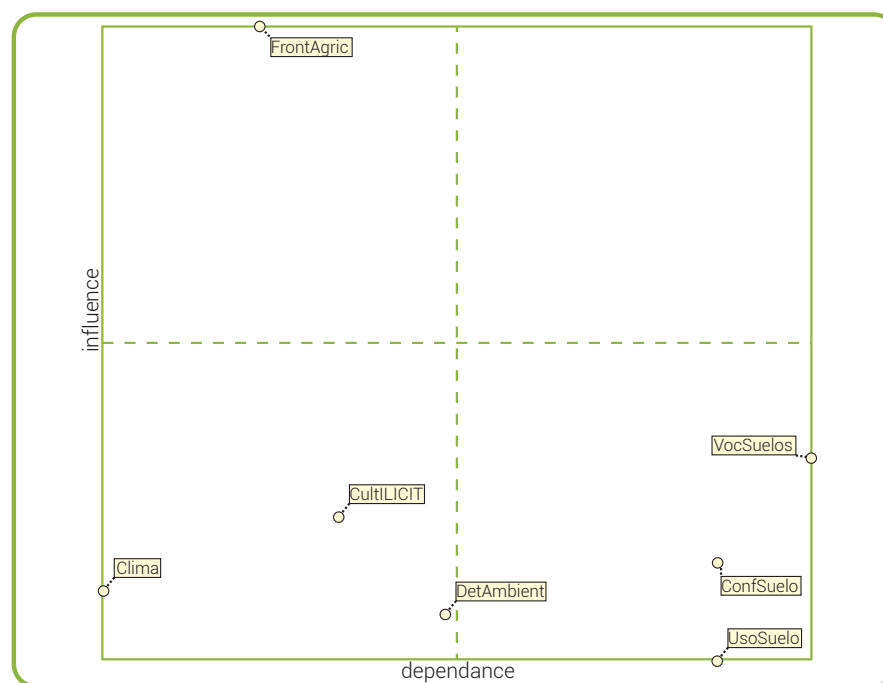 FrontAgric
influence
VocSuelos
CultILICIT
Clima
DetAmbient
ConfSuelo
UsoSuelo
dependance